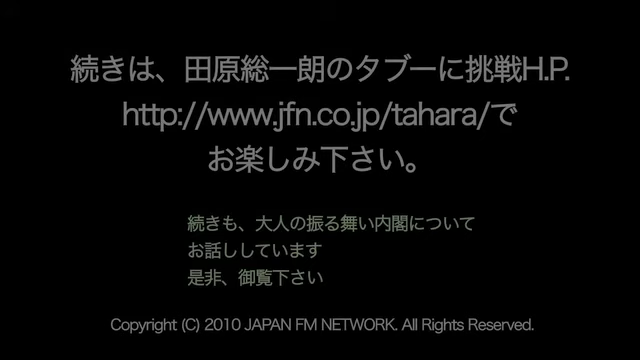 続きは、田原総一朗のタブーに挑戦H.P.
http://www.jfn.co.jp/tahara/で
お楽しみ下さい。
続きも、大人の振る舞い内閣について
お話ししています
是非、御覧下さい
Copyright (C) 2010 JAPAN FM NETWORK. All Rights Reserved.